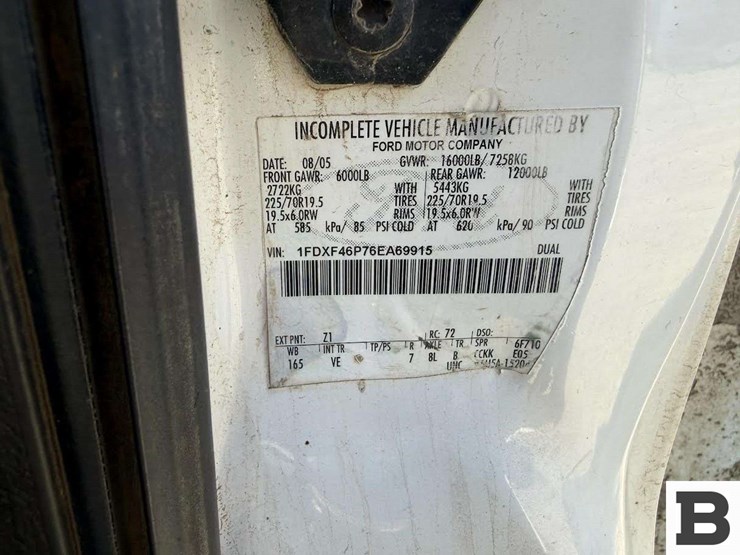 INCOMPLETE VEHICLE MANUFACTURED BY
FORD MOTOR COMPANY
DATE: 08/05 GVWR: 16000LB/ 7258KG
FRONT GAWR: 6000LB REAR GAWR: 12000LB
2722KG WITH 5443KG WITH
225/70R19.5 TIRES 225/70R19.5 TIRES
19.5x6.0RW RIMS 19.5x6.0RW RIMS
AT 585 kPa/ 85 PSI COLD AT 620 kPa/ 90 PSI COLD
VIN: 1FDXF46P76EA69915 DUAL
EXT PNT: Z1 RC: 72 DSO:
WB INT TR TP/PS R AXLE TR SPR 6F710
165 VE 7 BL B CCKK E05
UNC
B